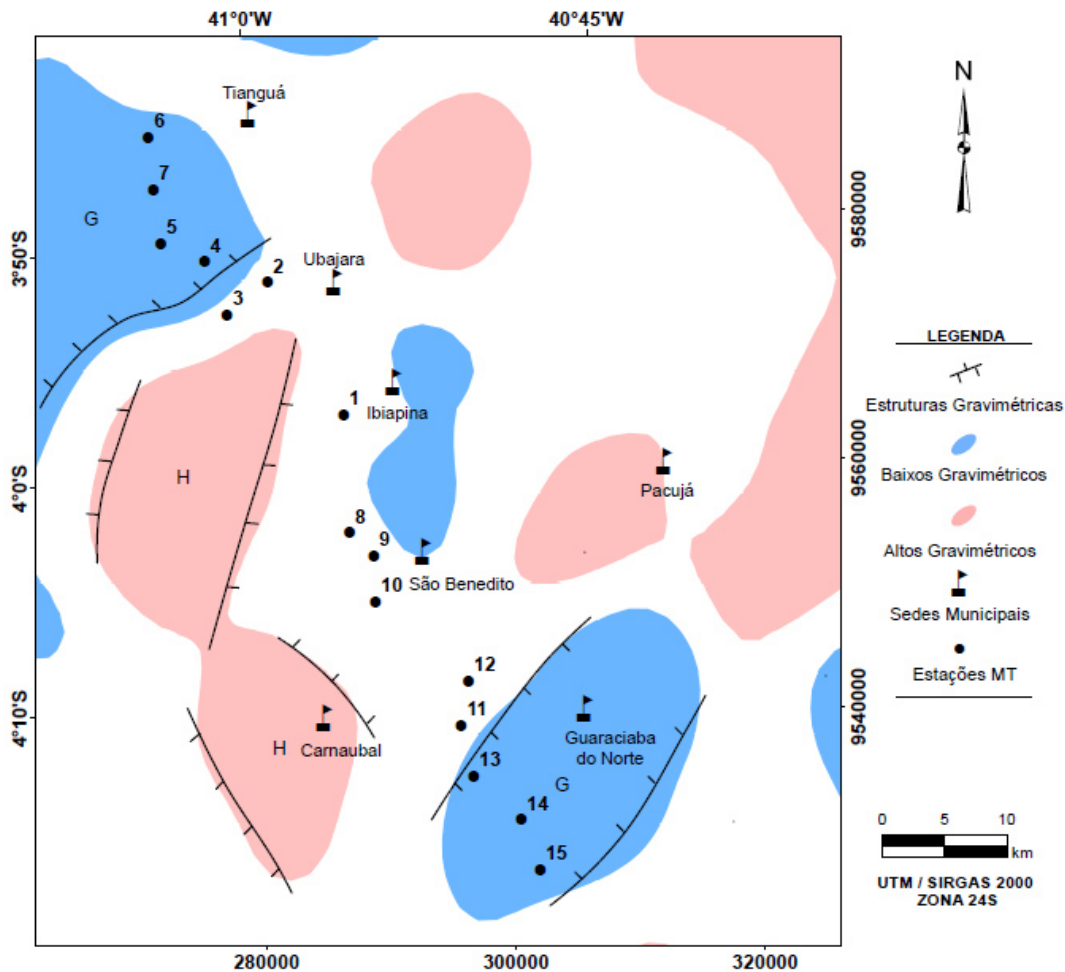 41°0'W
40°45'W
N
Tianguá
6
7
G
5
4
2
3
Ubajara
9580000
3°50'S
LEGENDA
Estruturas Gravimétricas
Baixos Gravimétricos
Altos Gravimétricos
Sedes Municipais
Estações MT
1
Ibiapina
H
9560000
4°0'S
Pacujá
8
9
10
São Benedito
12
11
9540000
4°10'S
H
Carnaubal
Guaraciaba
do Norte
13
G
14
15
0 5 10
km
UTM / SIRGAS 2000
ZONA 24S
280000
300000
320000